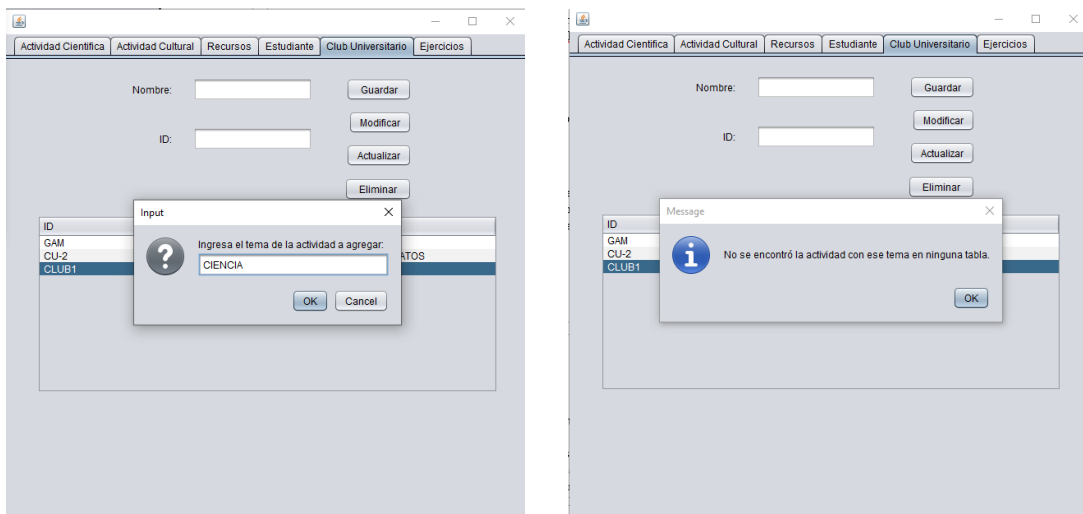 Actividad Cientifica Actividad Cultural Recursos Estudiante Club Universitario Ejercicios
Nombre:
Guardar
Modificar
ID:
Actualizar
Eliminar
Input
Ingresa el tema de la actividad a agregar:
CIENCIA
OK Cancel
ID
GAM
CU-2 ATOS
CLUB1
Actividad Cientifica Actividad Cultural Recursos Estudiante Club Universitario Ejercicios
Nombre:
Guardar
Modificar
ID:
Actualizar
Eliminar
Message
No se encontró la actividad con ese tema en ninguna tabla.
OK
ID
GAM
CU-2
CLUB1